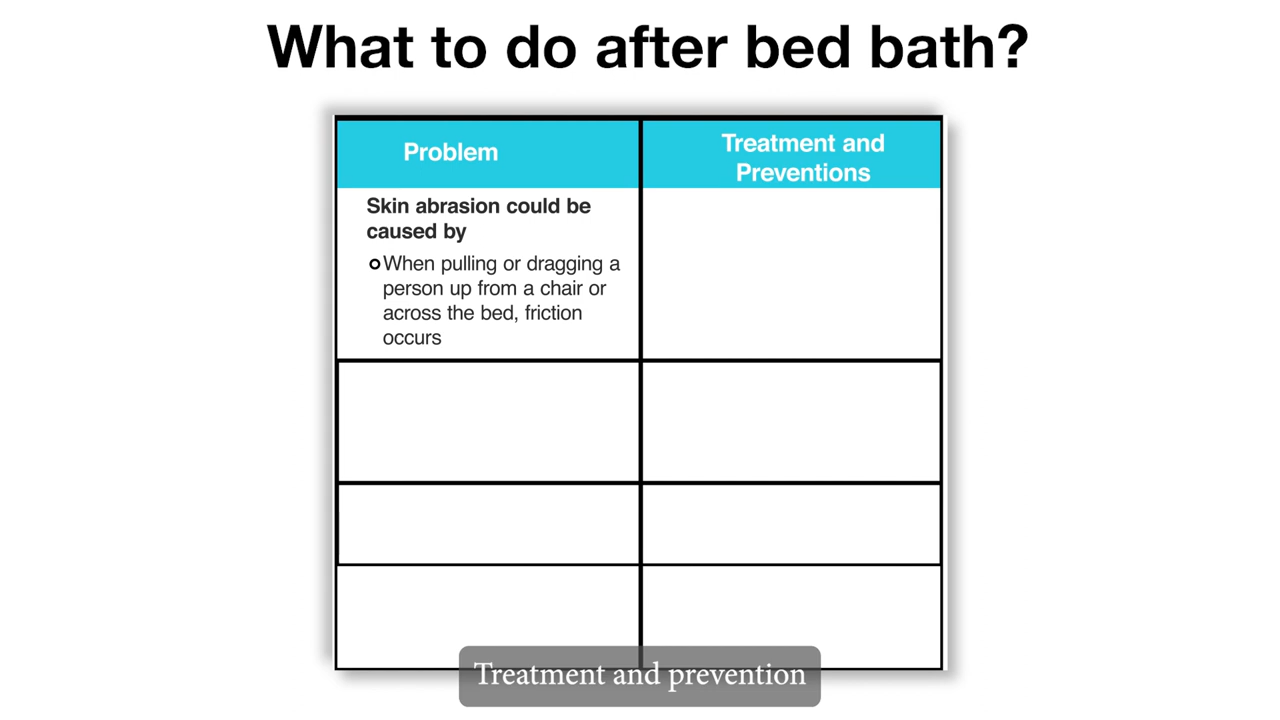 What to do after bed bath?
Problem
Treatment and
Preventions
Skin abrasion could be
caused by
When pulling or dragging a
person up from a chair or
across the bed, friction
occurs
Treatment and prevention